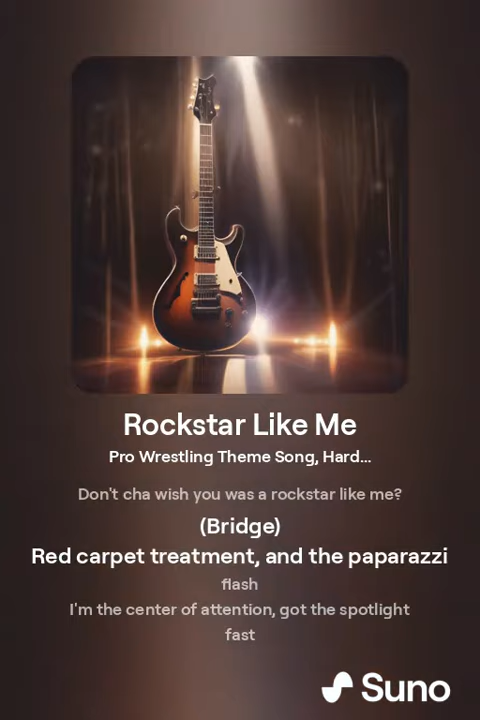 Rockstar Like Me
Pro Wrestling Theme Song, Hard...
Don't cha wish you was a rockstar like me?
(Bridge)
Red carpet treatment, and the paparazzi
flash
I'm the center of attention, got the spotlight
fast
Suno